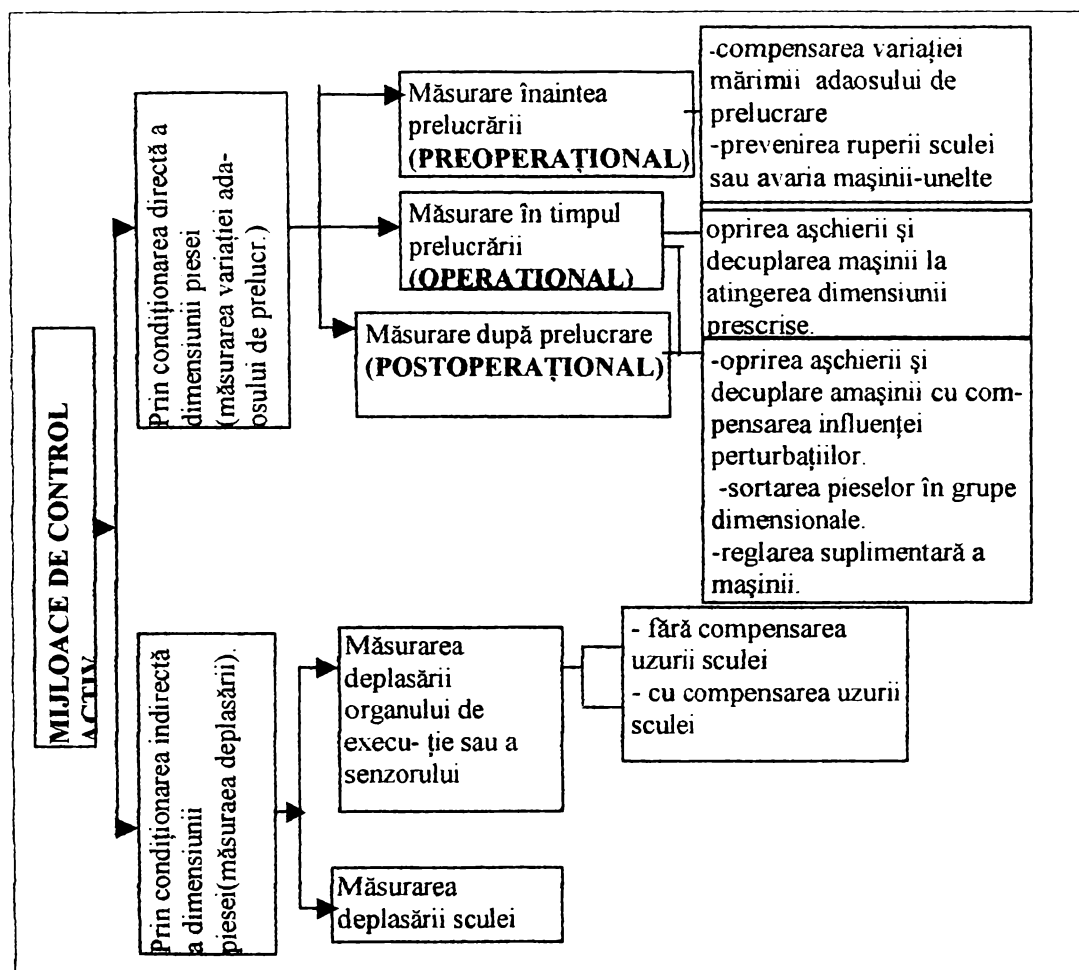 MIJLOACE DE CONTROL
ACTIV
Prin condiționarea directă a
dimensiunii piesei
(măsurarea variației ada-
osului de prelucr.)
Măsurare înaintea
prelucrării
(PREOPERAȚIONAL)
-compensarea variației
mărimii adaosului de
prelucrare
-prevenirea ruperii sculei
sau avaria mașinii-unelte
Măsurare în timpul
prelucrării
(OPERAȚIONAL)
oprirea așchierii și
decuplarea mașinii la
atingerea dimensiunii
prescrise.
Măsurare după prelucrare
(POSTOPERAȚIONAL)
-oprirea așchierii și
decuplare amașinii cu com-
pensarea influenței
perturbațiilor.
-sortarea pieselor în grupe
dimensionale.
-reglarea suplimentară a
mașinii.
Prin condiționarea indirectă
a dimensiunii
piesei(măsuraea deplasării).
Măsurarea
deplasării
organului de
execu- ție sau a
senzorului
- fără compensarea
uzurii sculei
- cu compensarea uzurii
sculei
Măsurarea
deplasării sculei